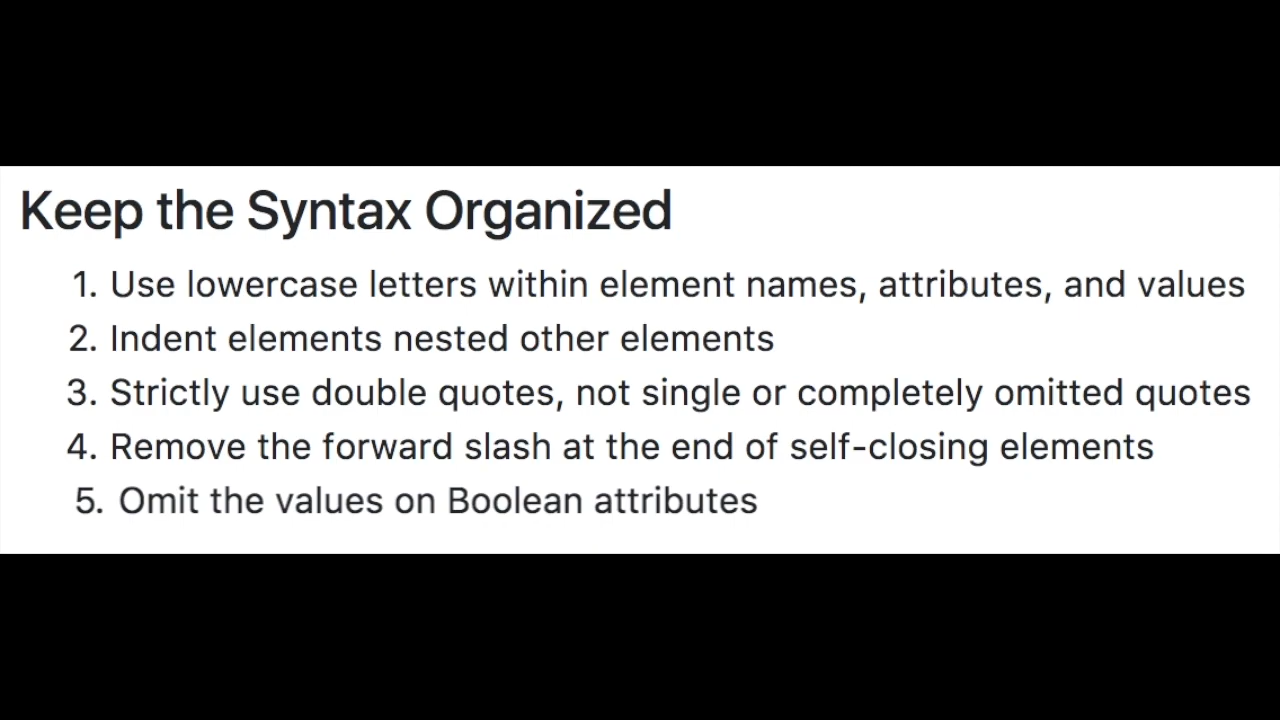 Keep the Syntax Organized
1. Use lowercase letters within element names, attributes, and values
2. Indent elements nested other elements
3. Strictly use double quotes, not single or completely omitted quotes
4. Remove the forward slash at the end of self-closing elements
5. Omit the values on Boolean attributes